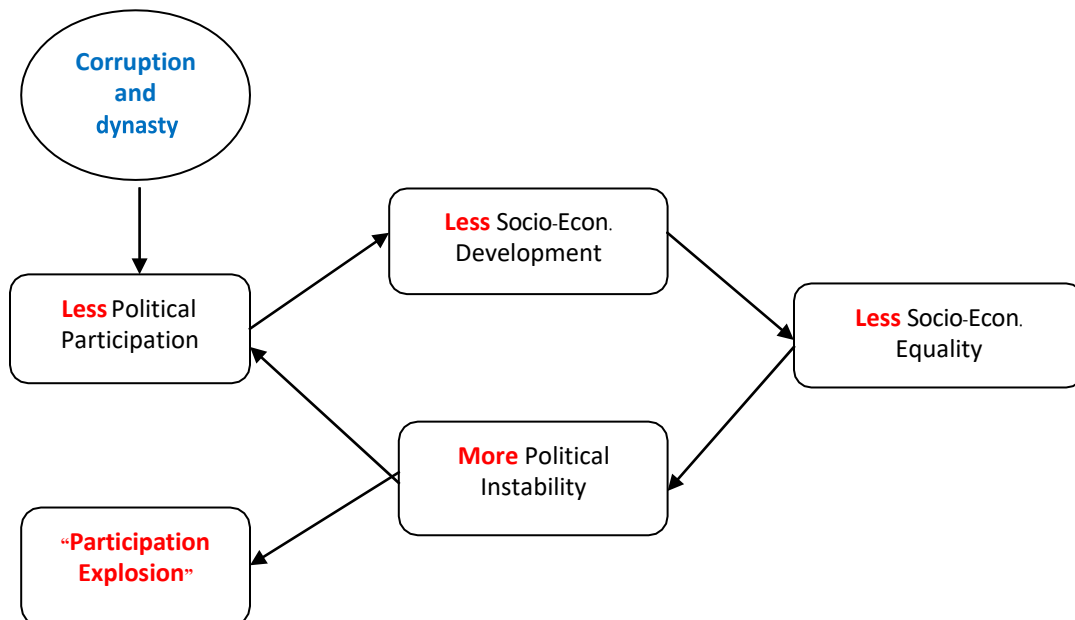 Corruption
and
dynasty
Less Socio-Econ.
Development
Less Political
Participation
Less Socio-Econ.
Equality
More Political
Instability
“Participation
Explosion”